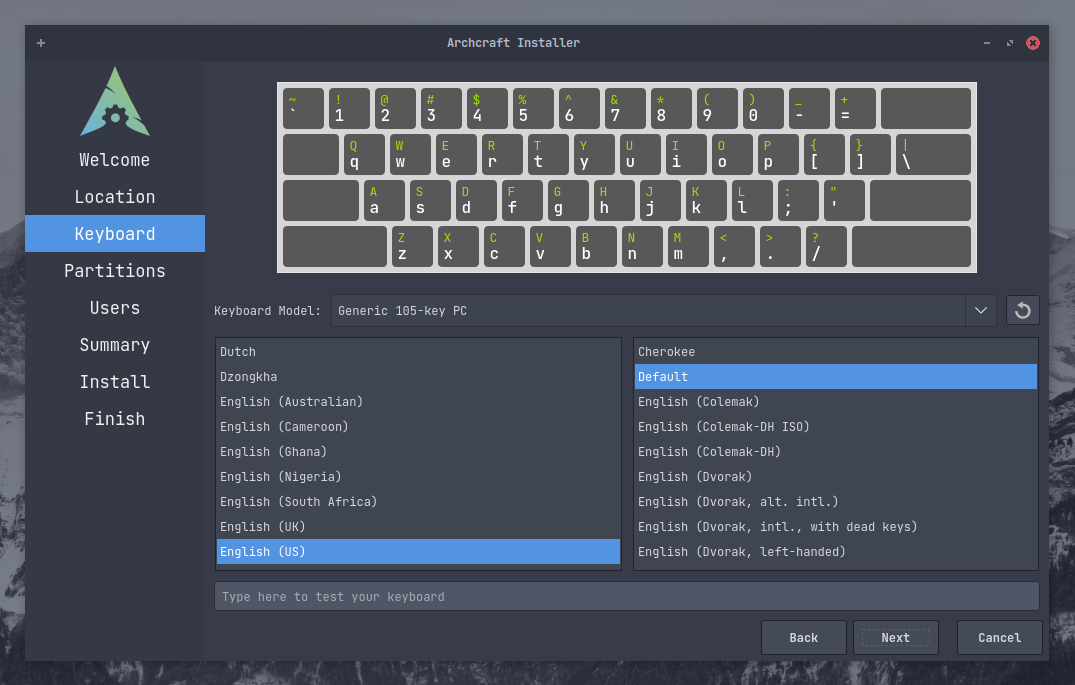 Archcraft Installer
Welcome
Location
Keyboard
Partitions
Users
Summary
Install
Finish
~ ! @ # $ % ^ & * ( ) _ +
` 1 2 3 4 5 6 7 8 9 0 - =
Q W E R T Y U I O P { } |
q w e r t y u i o p [ ] \
A S D F G H J K L : "
a s d f g h j k l ; '
Z X C V B N M < > ?
z x c v b n m , . /
Keyboard Model: Generic 105-key PC
Dutch
Dzongkha
English (Australian)
English (Cameroon)
English (Ghana)
English (Nigeria)
English (South Africa)
English (UK)
English (US)
Cherokee
Default
English (Colemak)
English (Colemak-DH ISO)
English (Colemak-DH)
English (Dvorak)
English (Dvorak, alt. intl.)
English (Dvorak, intl., with dead keys)
English (Dvorak, left-handed)
Type here to test your keyboard
Back Next Cancel